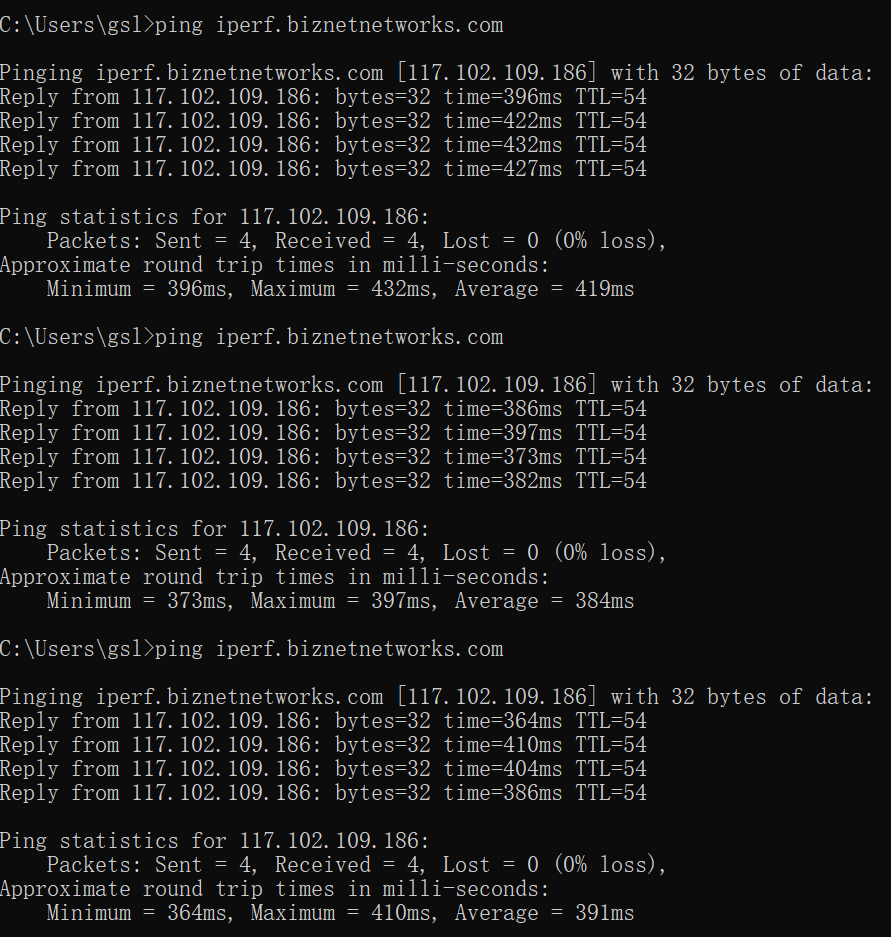 C:\Users\gsl>ping iperf.biznetnetworks.com
Pinging iperf.biznetnetworks.com [117.102.109.186] with 32 bytes of data:
Reply from 117.102.109.186: bytes=32 time=396ms TTL=54
Reply from 117.102.109.186: bytes=32 time=422ms TTL=54
Reply from 117.102.109.186: bytes=32 time=432ms TTL=54
Reply from 117.102.109.186: bytes=32 time=427ms TTL=54
Ping statistics for 117.102.109.186:
    Packets: Sent = 4, Received = 4, Lost = 0 (0% loss),
Approximate round trip times in milli-seconds:
    Minimum = 396ms, Maximum = 432ms, Average = 419ms
C:\Users\gsl>ping iperf.biznetnetworks.com
Pinging iperf.biznetnetworks.com [117.102.109.186] with 32 bytes of data:
Reply from 117.102.109.186: bytes=32 time=386ms TTL=54
Reply from 117.102.109.186: bytes=32 time=397ms TTL=54
Reply from 117.102.109.186: bytes=32 time=373ms TTL=54
Reply from 117.102.109.186: bytes=32 time=382ms TTL=54
Ping statistics for 117.102.109.186:
    Packets: Sent = 4, Received = 4, Lost = 0 (0% loss),
Approximate round trip times in milli-seconds:
    Minimum = 373ms, Maximum = 397ms, Average = 384ms
C:\Users\gsl>ping iperf.biznetnetworks.com
Pinging iperf.biznetnetworks.com [117.102.109.186] with 32 bytes of data:
Reply from 117.102.109.186: bytes=32 time=364ms TTL=54
Reply from 117.102.109.186: bytes=32 time=410ms TTL=54
Reply from 117.102.109.186: bytes=32 time=404ms TTL=54
Reply from 117.102.109.186: bytes=32 time=386ms TTL=54
Ping statistics for 117.102.109.186:
    Packets: Sent = 4, Received = 4, Lost = 0 (0% loss),
Approximate round trip times in milli-seconds:
    Minimum = 364ms, Maximum = 410ms, Average = 391ms